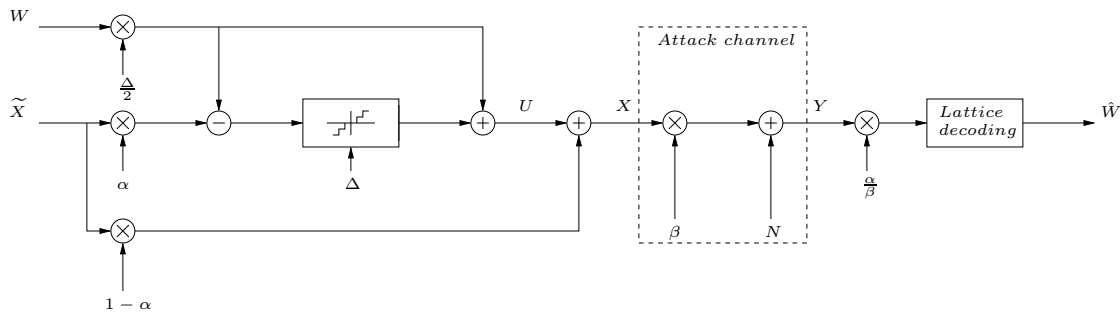 W
Δ/2
X̃
α
1 − α
Δ
U
X
Attack channel
β
N
Y
α/β
Lattice
decoding
Ŵ